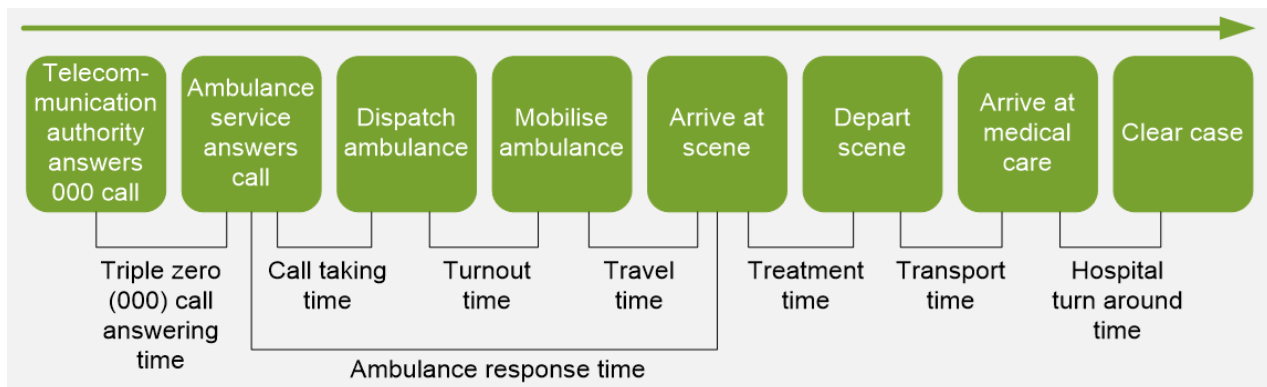 Telecom-
munication
authority
answers
000 call
Ambulance
service
answers
call
Dispatch
ambulance
Mobilise
ambulance
Arrive at
scene
Depart
scene
Arrive at
medical
care
Clear case
Triple zero
(000) call
answering
time
Call taking
time
Turnout
time
Travel
time
Treatment
time
Transport
time
Hospital
turn around
time
Ambulance response time